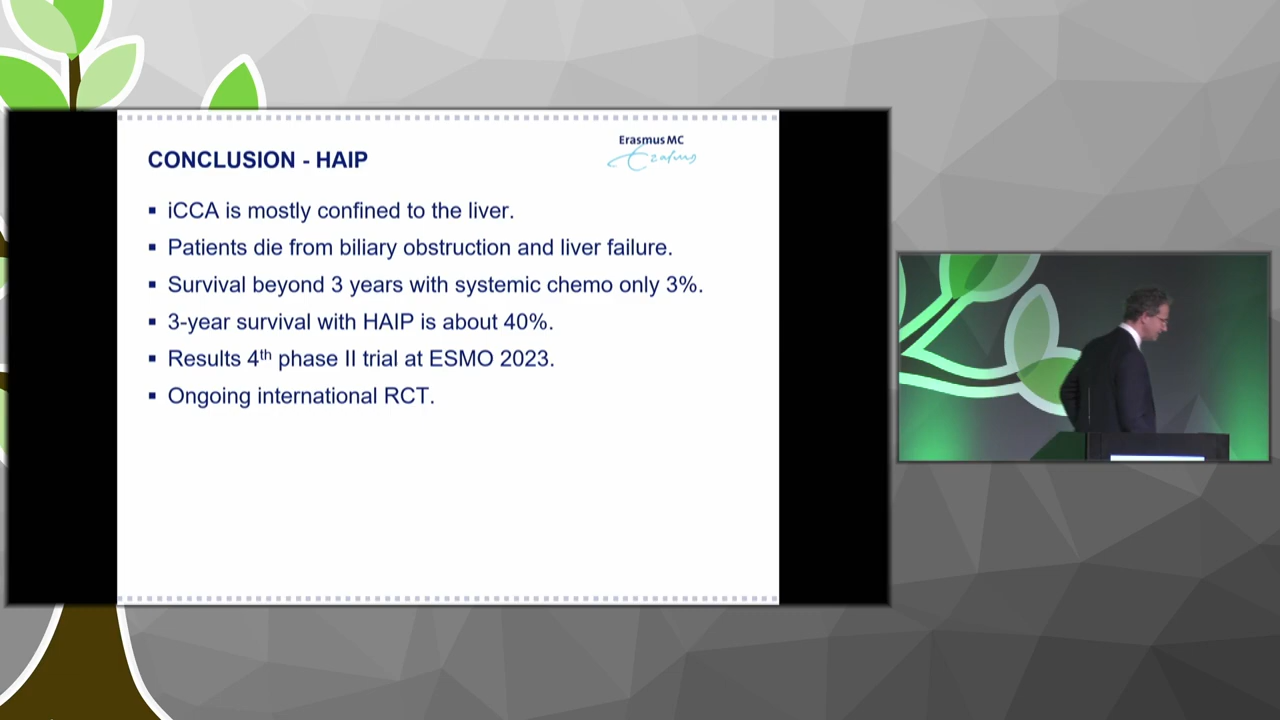 Erasmus MC
Erasmus
CONCLUSION - HAIP
▪ iCCA is mostly confined to the liver.
▪ Patients die from biliary obstruction and liver failure.
▪ Survival beyond 3 years with systemic chemo only 3%.
▪ 3-year survival with HAIP is about 40%.
▪ Results 4th phase II trial at ESMO 2023.
▪ Ongoing international RCT.